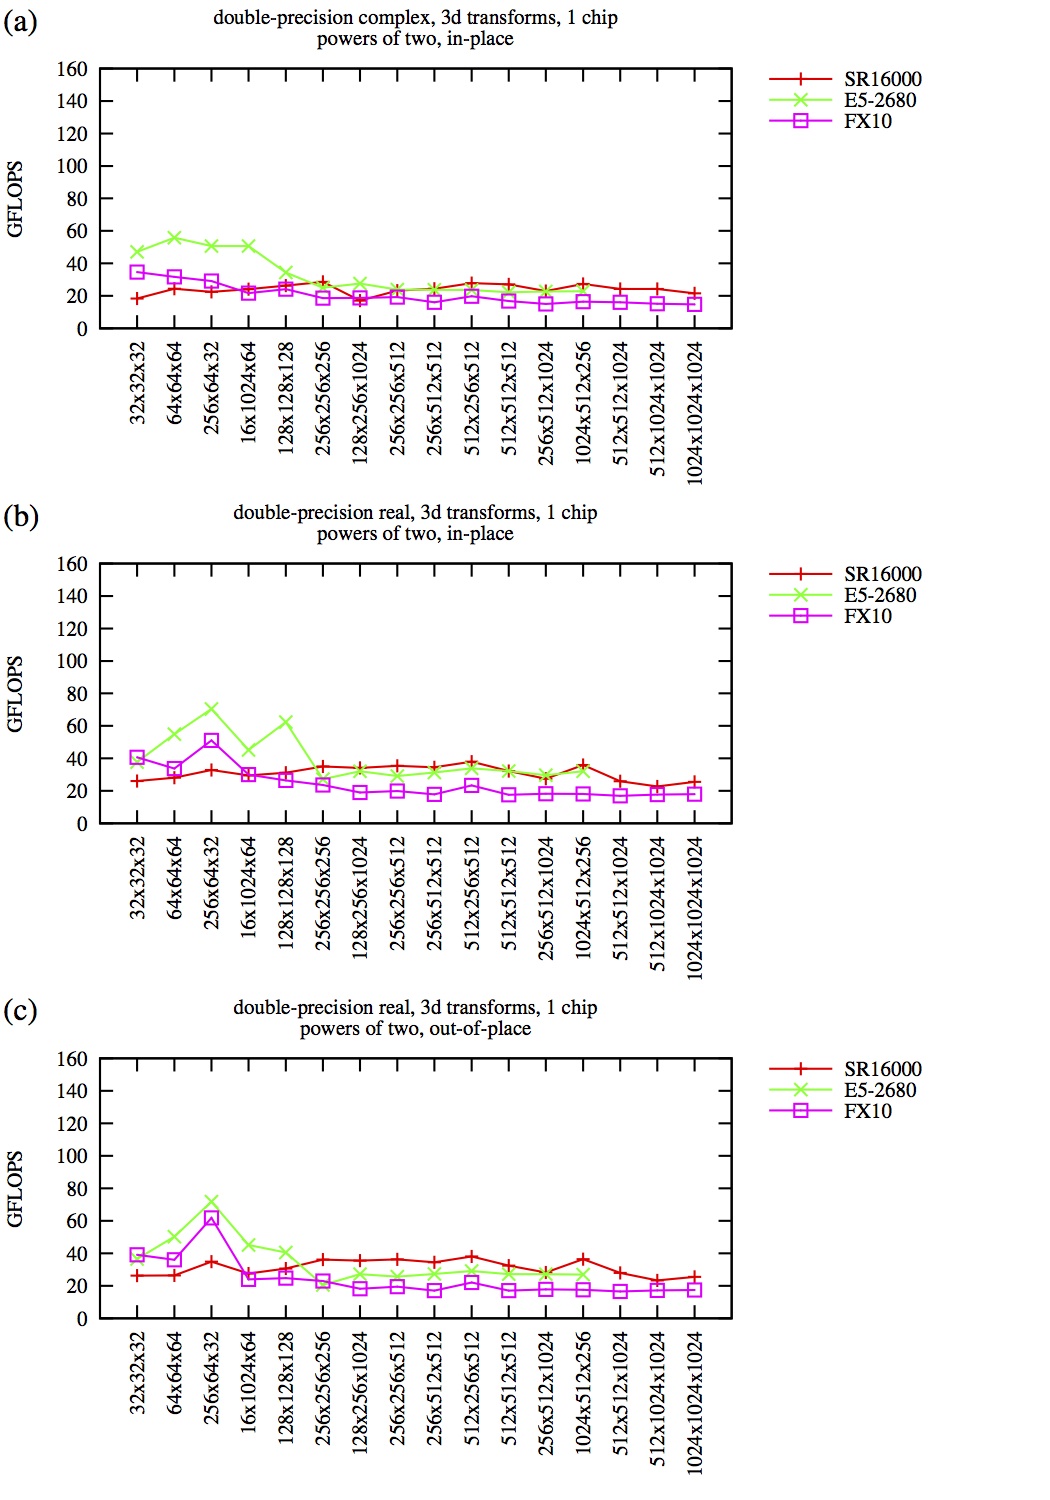 (a)
double-precision complex, 3d transforms, 1 chip
powers of two, in-place
GFLOPS
160
140
120
100
80
60
40
20
0
SR16000
E5-2680
FX10
32x32x32
64x64x64
256x64x32
16x1024x64
128x128x128
256x256x256
128x256x1024
256x256x512
256x512x512
512x256x512
512x512x512
256x512x1024
1024x512x256
512x512x1024
512x1024x1024
1024x1024x1024
(b)
double-precision real, 3d transforms, 1 chip
powers of two, in-place
GFLOPS
160
140
120
100
80
60
40
20
0
SR16000
E5-2680
FX10
32x32x32
64x64x64
256x64x32
16x1024x64
128x128x128
256x256x256
128x256x1024
256x256x512
256x512x512
512x256x512
512x512x512
256x512x1024
1024x512x256
512x512x1024
512x1024x1024
1024x1024x1024
(c)
double-precision real, 3d transforms, 1 chip
powers of two, out-of-place
GFLOPS
160
140
120
100
80
60
40
20
0
SR16000
E5-2680
FX10
32x32x32
64x64x64
256x64x32
16x1024x64
128x128x128
256x256x256
128x256x1024
256x256x512
256x512x512
512x256x512
512x512x512
256x512x1024
1024x512x256
512x512x1024
512x1024x1024
1024x1024x1024